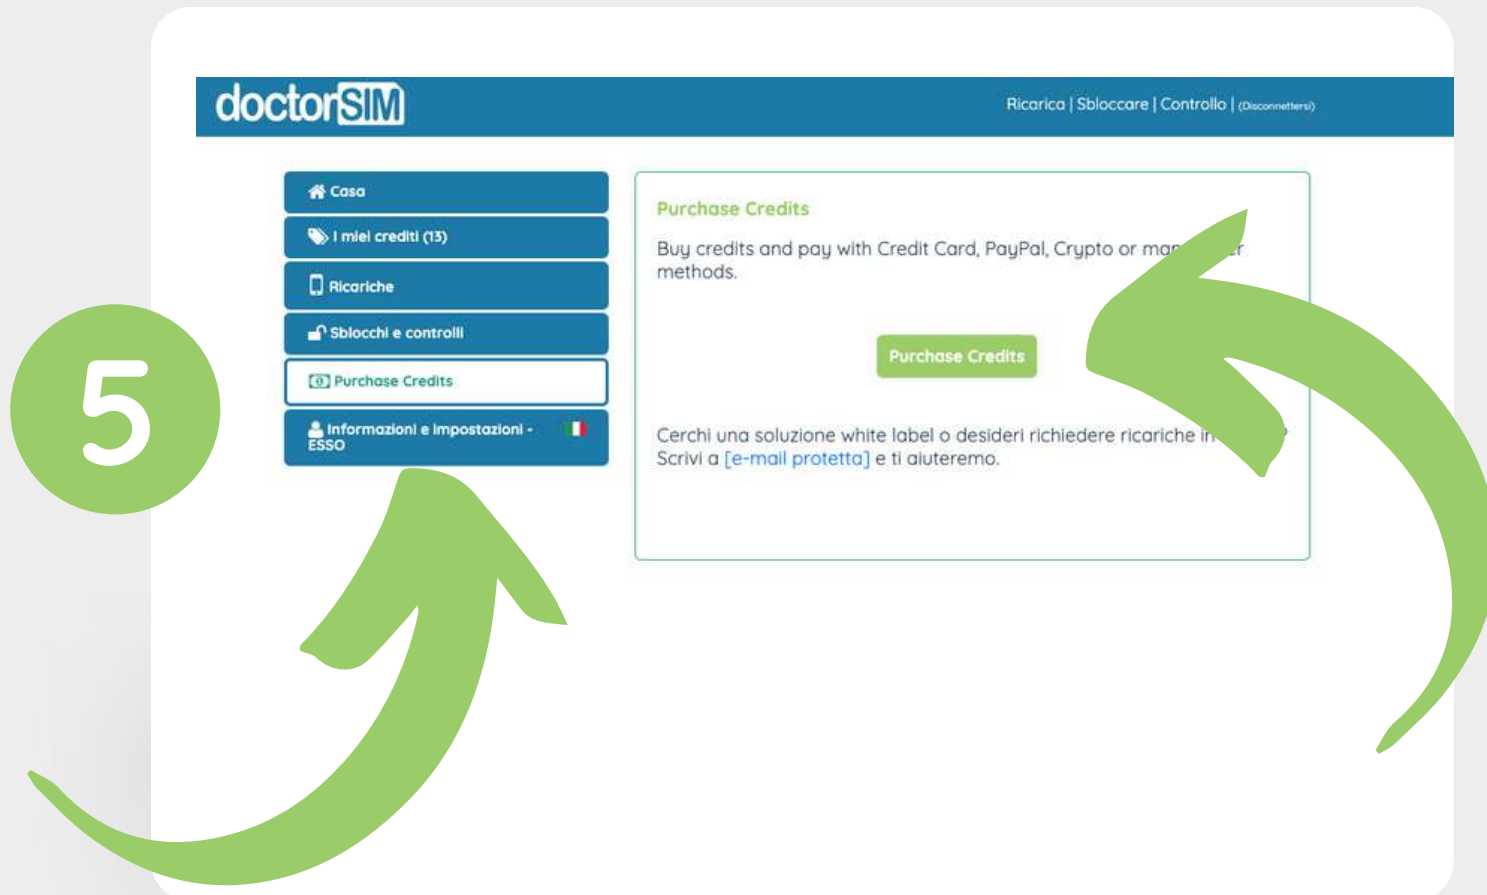 doctorSIM
Ricarica | Sbloccare | Controllo | (Disconnettersi)
Casa
I miei crediti (13)
Ricariche
Sblocchi e controlli
Purchase Credits
Informazioni e impostazioni -
ESSO
5
Purchase Credits
Buy credits and pay with Credit Card, PayPal, Crypto or
methods.
Purchase Credits
Cerchi una soluzione white label o desideri richiedere ricariche in
Scrivi a [e-mail protetta] e ti aiuteremo.